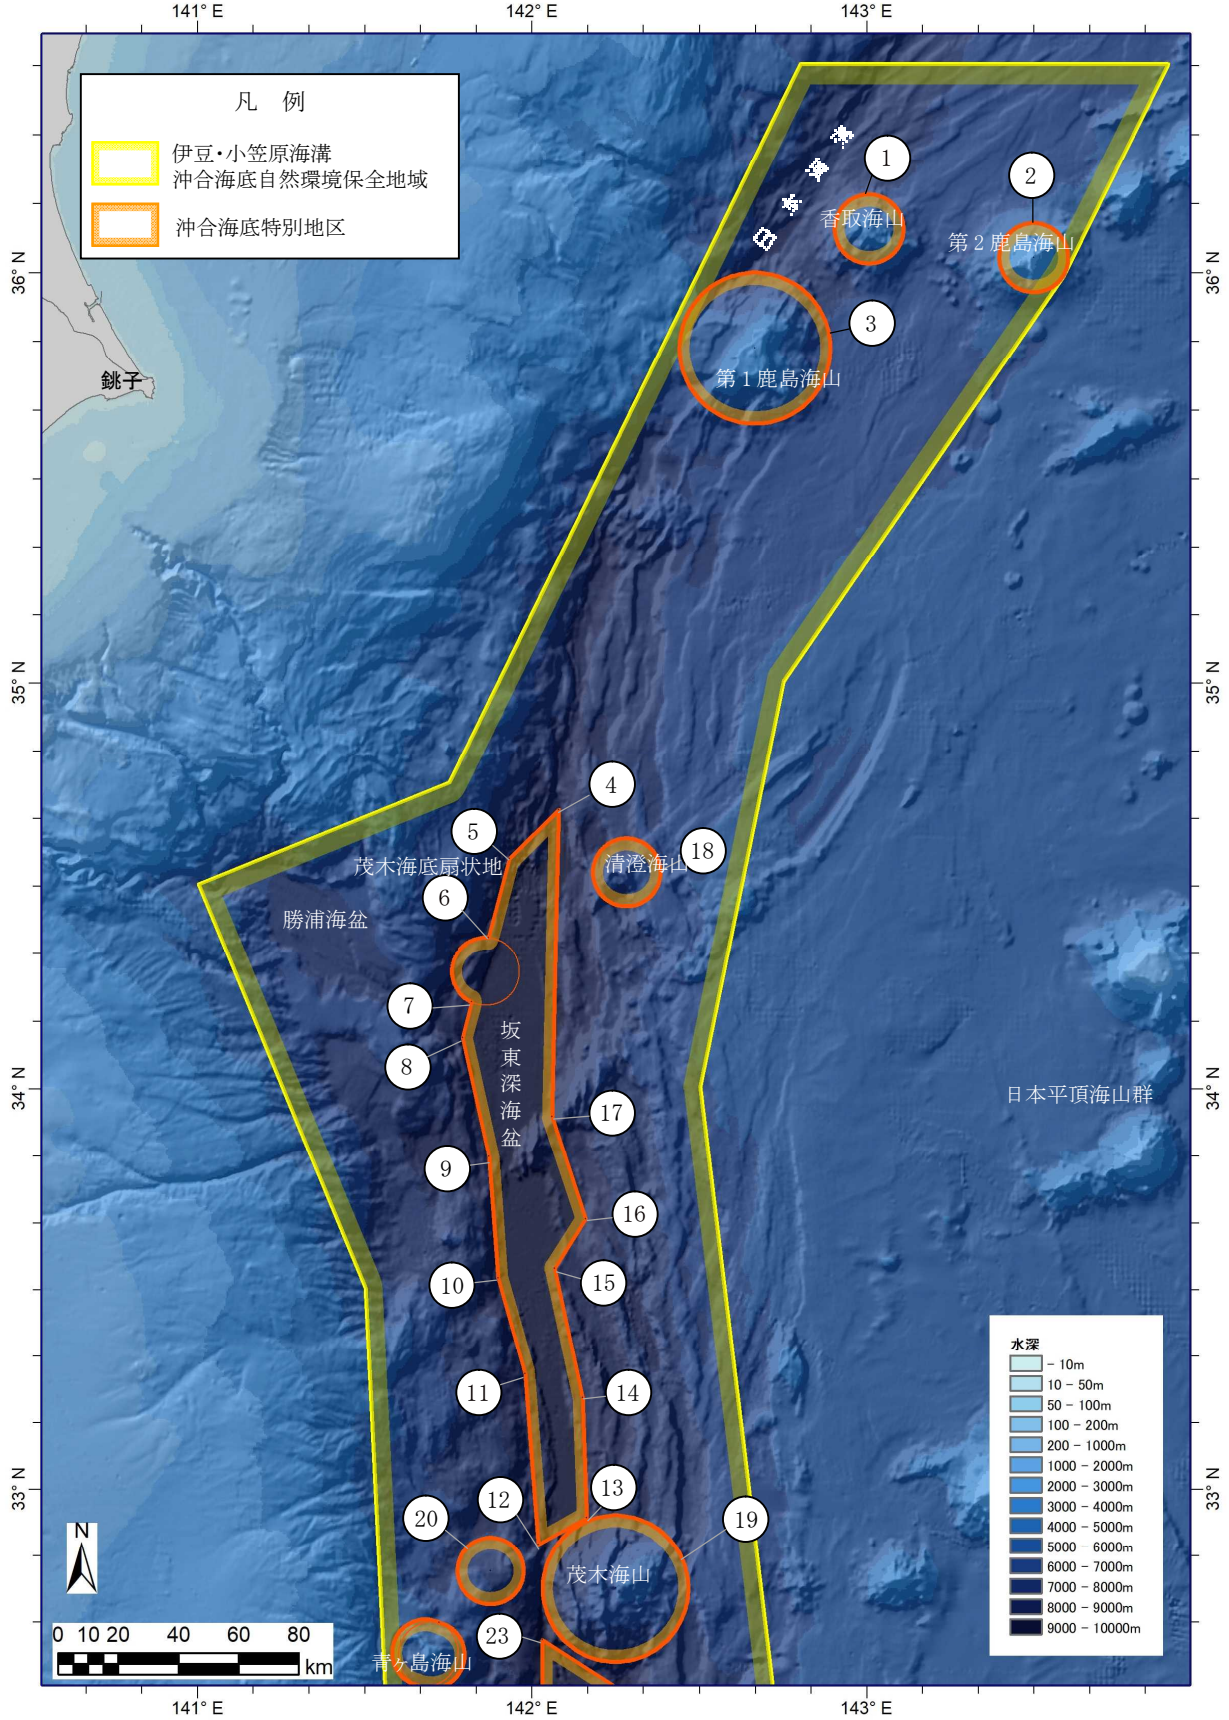 141° E
142° E
143° E
凡 例
伊豆･小笠原海溝
沖合海底自然環境保全地域
沖合海底特別地区
1
2
香取海山
第２鹿島海山
36° N
36° N
3
第１鹿島海山
銚子
35° N
35° N
4
5
18
清澄海山
茂木海底扇状地
6
勝浦海盆
7
坂東深海盆
8
34° N
34° N
日本平頂海山群
17
9
16
10
15
11
14
水深
- 10m
10 - 50m
50 - 100m
100 - 200m
200 - 1000m
1000 - 2000m
2000 - 3000m
3000 - 4000m
4000 - 5000m
5000 - 6000m
6000 - 7000m
7000 - 8000m
8000 - 9000m
9000 - 10000m
33° N
33° N
13
12
20
19
茂木海山
N
23
青ヶ島海山
0 10 20 40 60 80
km
141° E
142° E
143° E